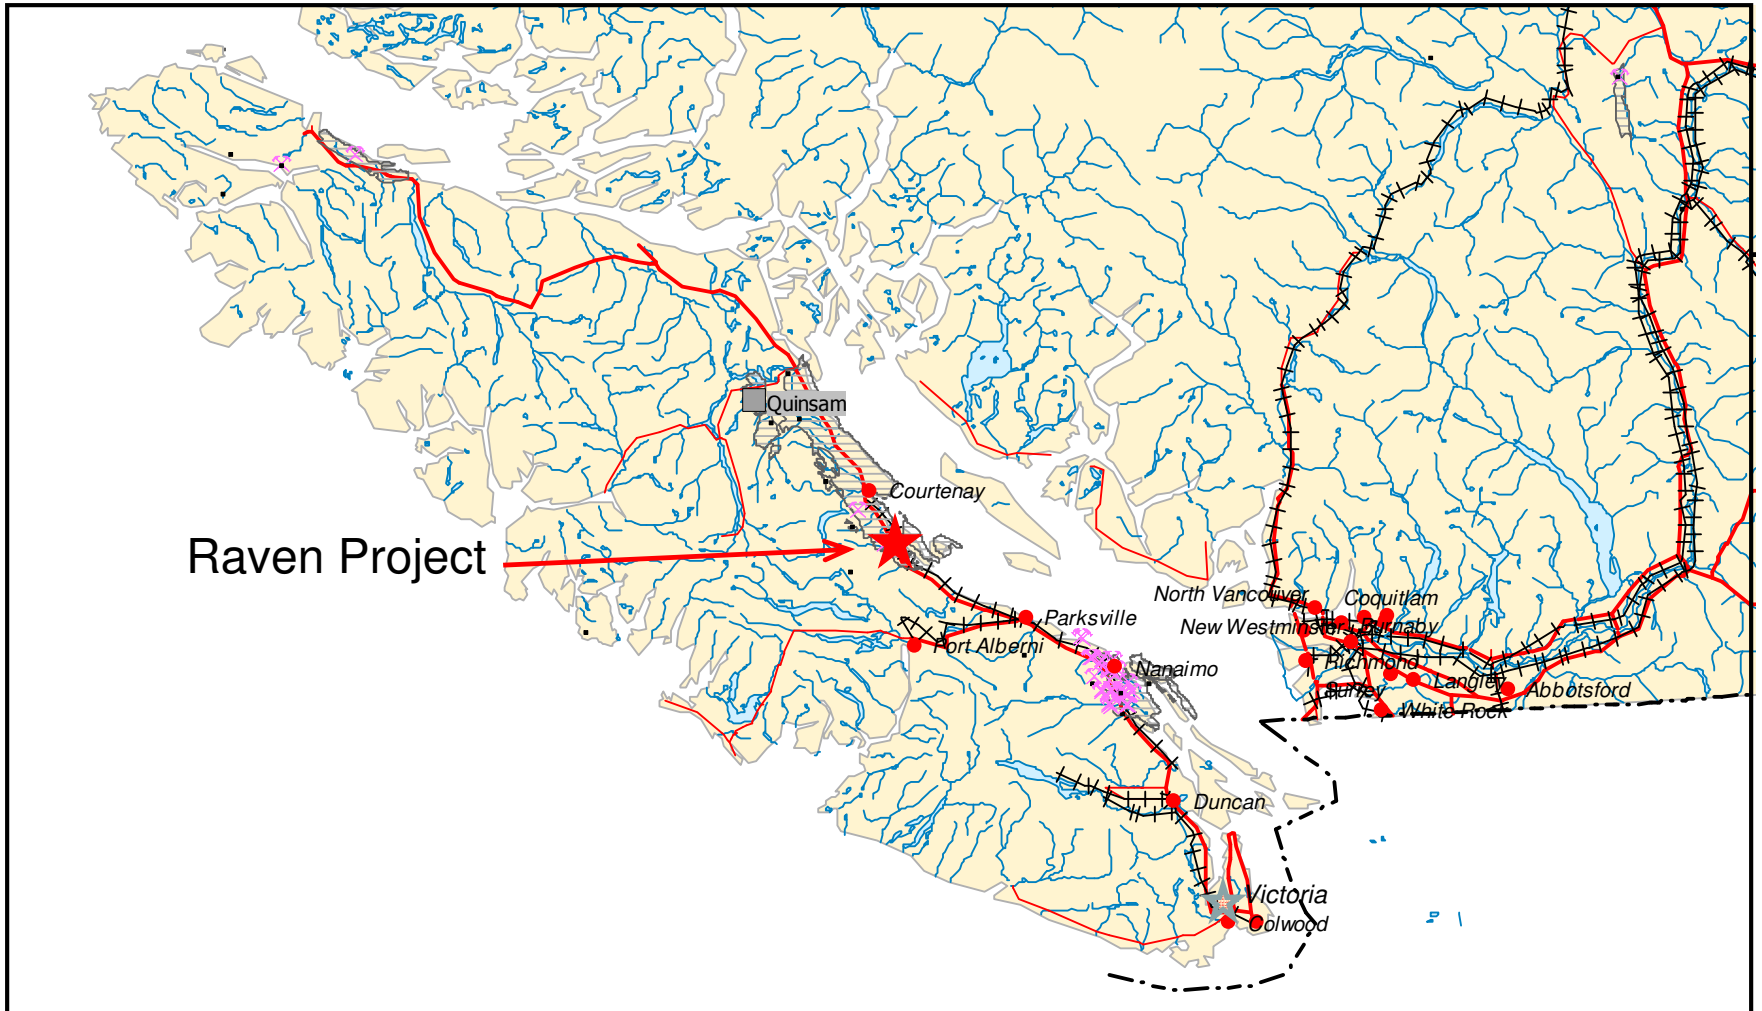 Quinsam
Courtenay
Raven Project
North Vancouver
Coquitlam
Parksville
New Westminster
Burnaby
Port Alberni
Richmond
Nanaimo
Surrey
Langley
Abbotsford
White Rock
Duncan
Victoria
Colwood